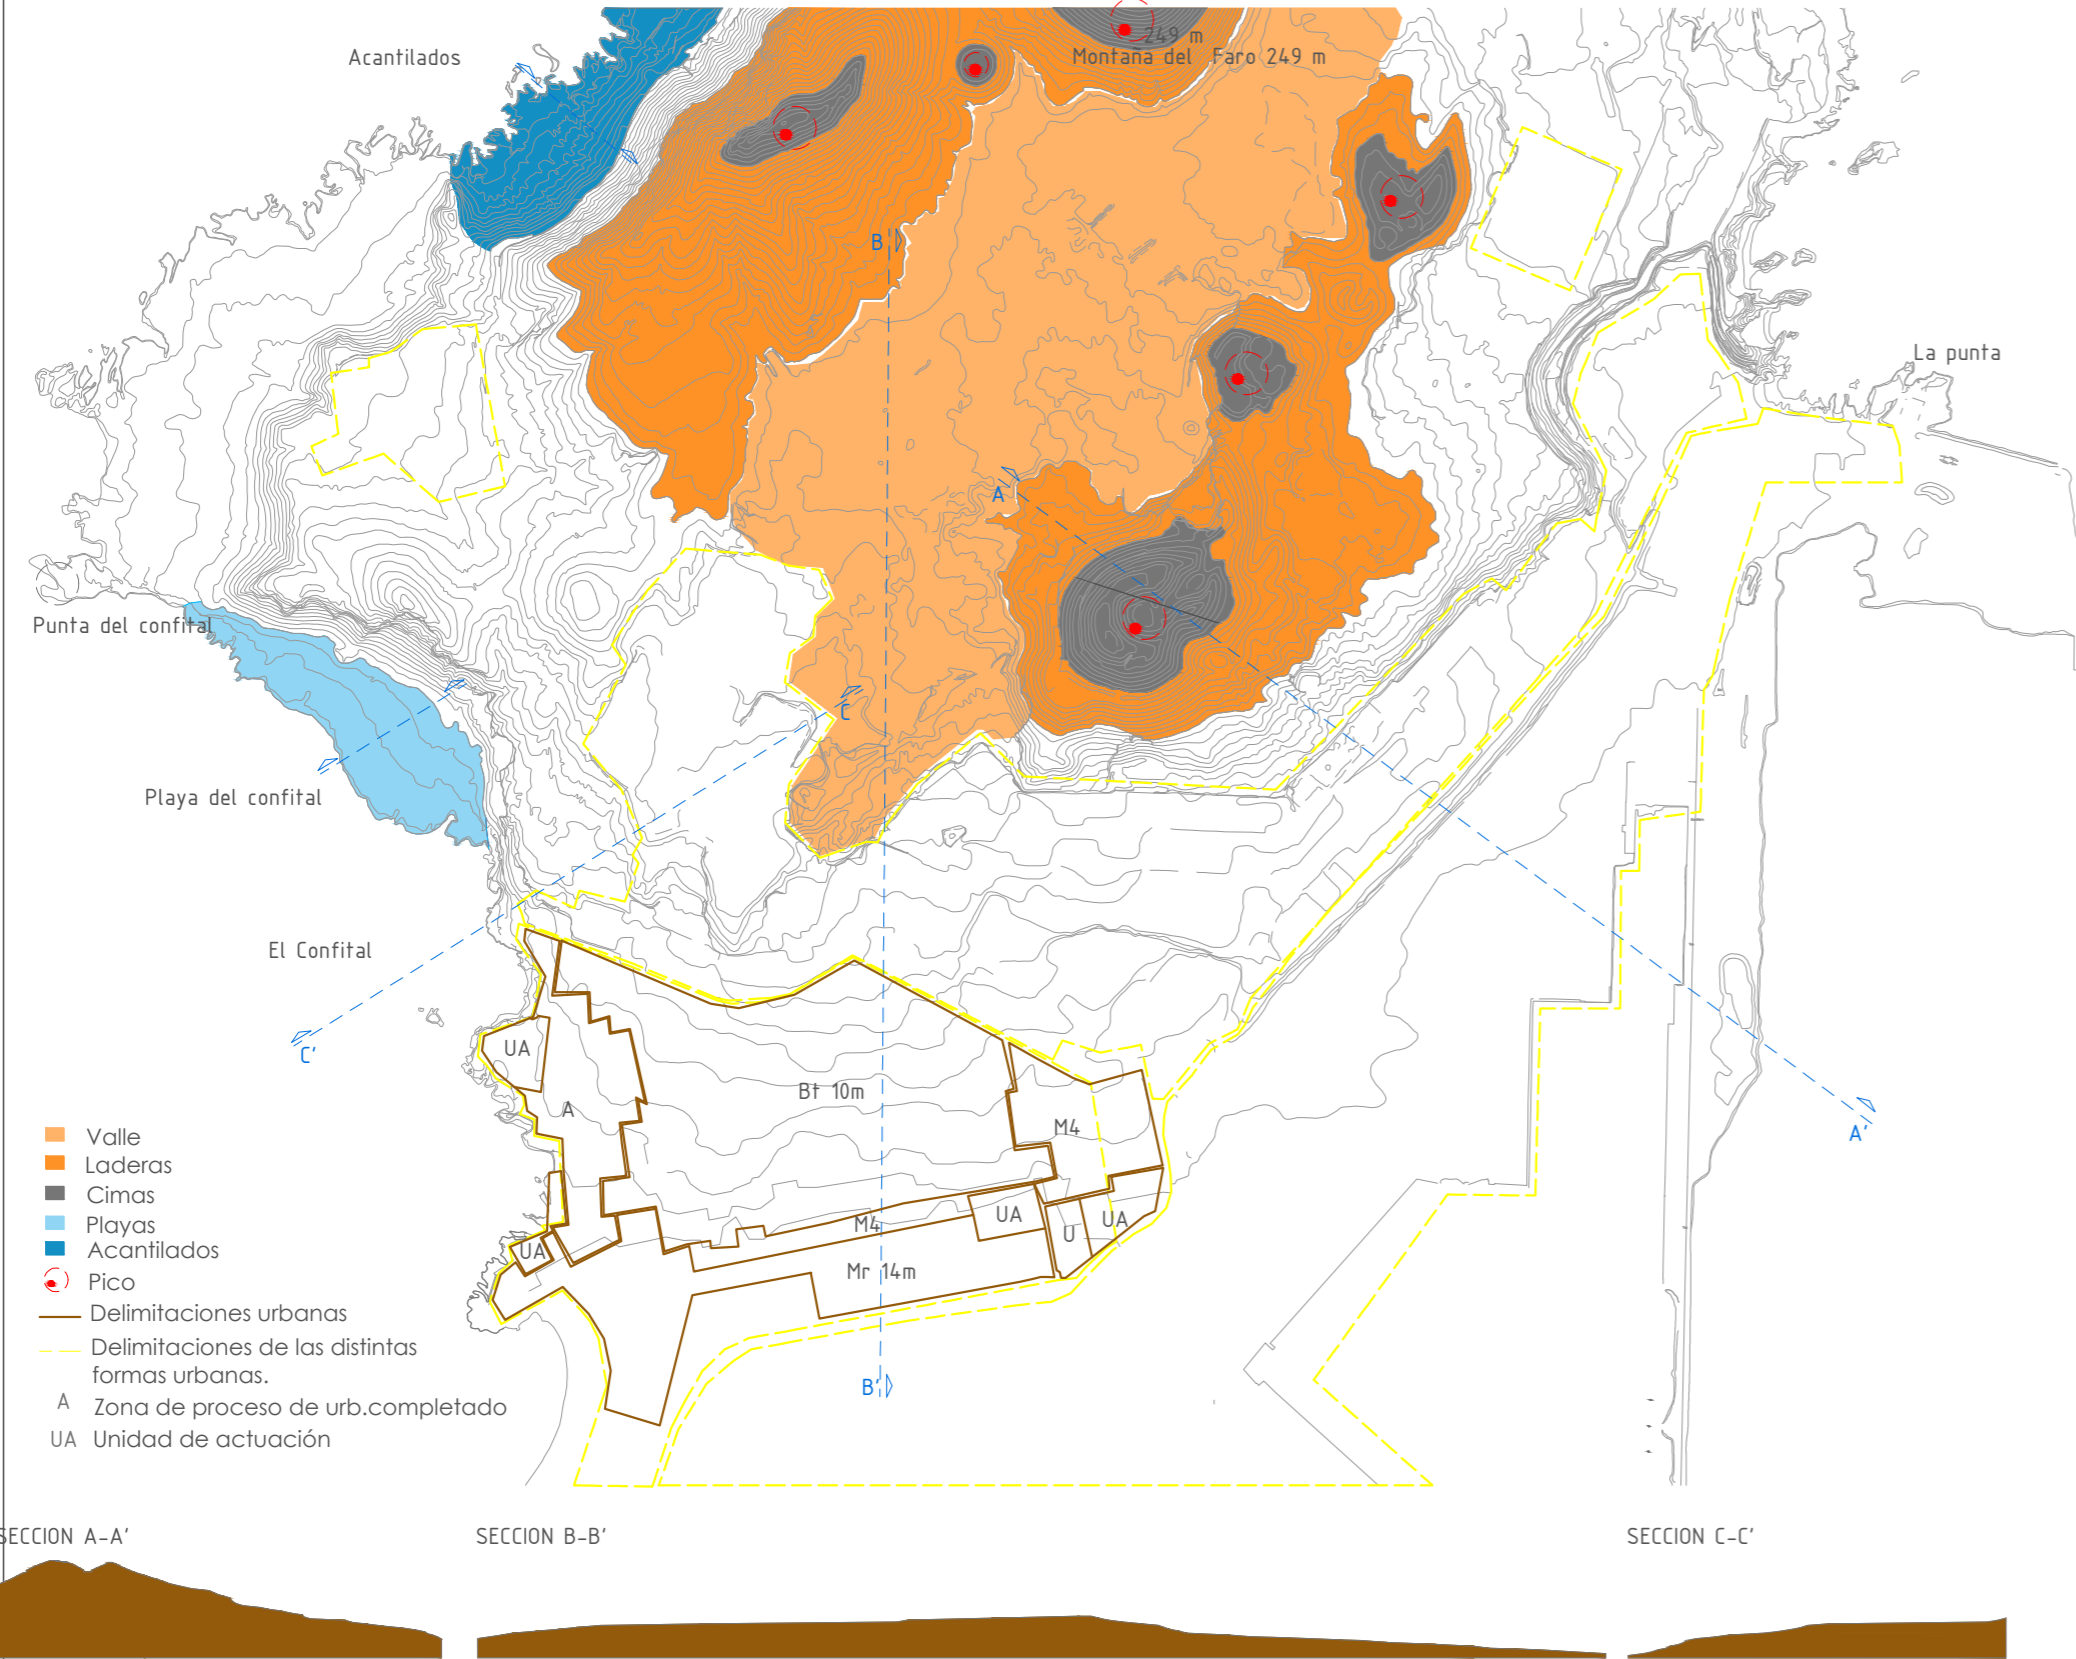 249 m
Acantilados
Montaña del Faro 249 m
B
La punta
A
Punta del confital
C
Playa del confital
El Confital
C'
UA
Bt 10m
A
M4
A'
Valle
Laderas
Cimas
Playas
Acantilados
Pico
Delimitaciones urbanas
Delimitaciones de las distintas
formas urbanas.
A Zona de proceso de urb.completado
UA Unidad de actuación
M4
UA
U
UA
UA
Mr 14m
B'
SECCION A-A'
SECCION B-B'
SECCION C-C'